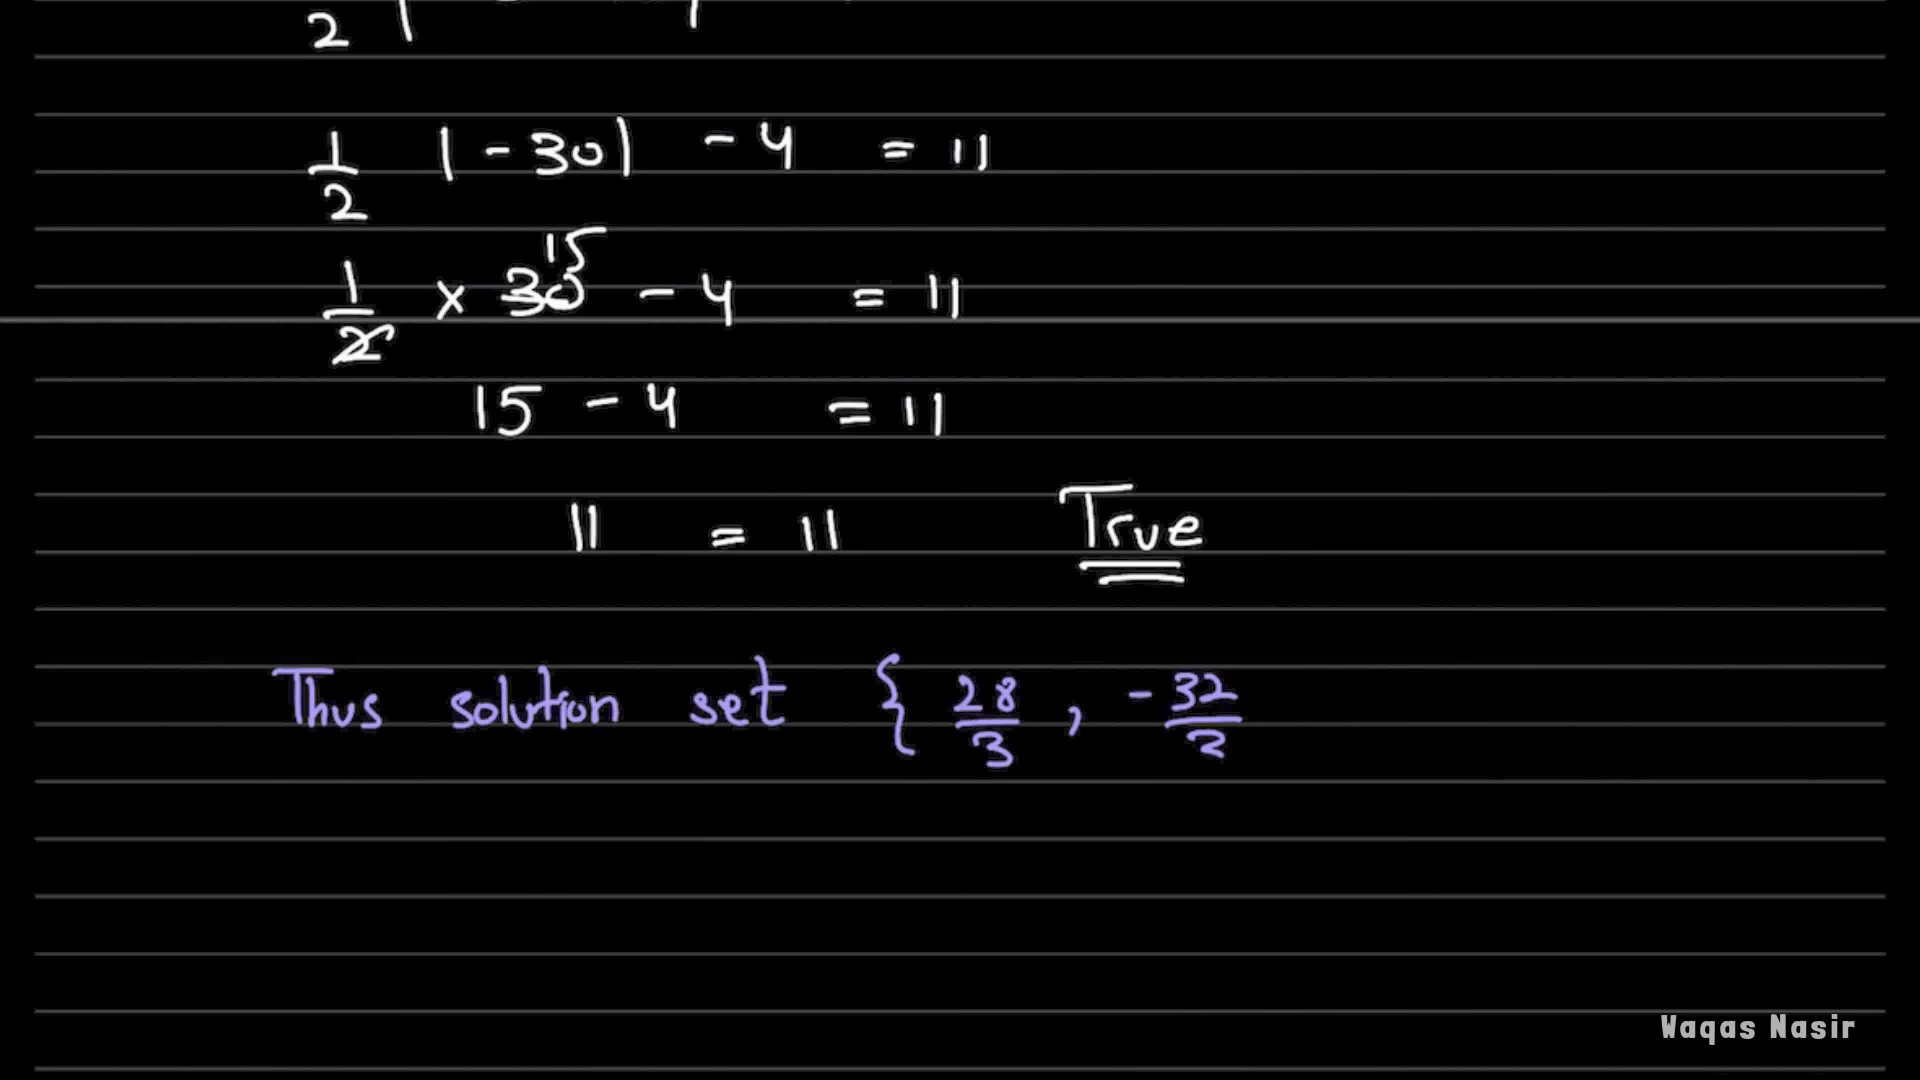 2
1/2 |-30| - 4 = 11
1/2 × 30 15 - 4 = 11
15 - 4 = 11
11 = 11 True
Thus solution set { 28/3 , -32/3
Waqas Nasir